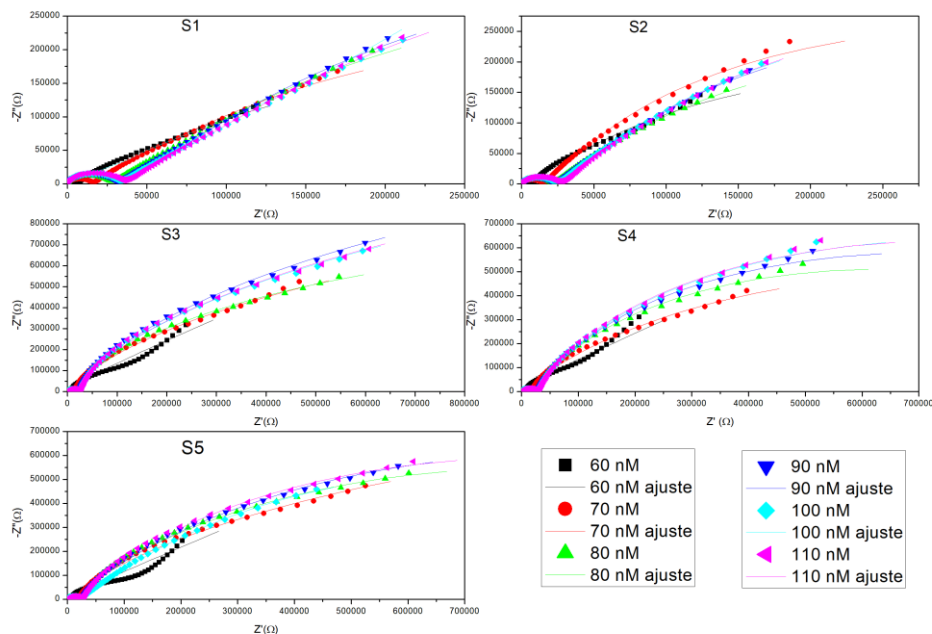 S1
250000
200000
150000
100000
50000
0
-Z"(Ω)
0 50000 100000 150000 200000 250000
Z'(Ω)
S2
250000
200000
150000
100000
50000
0
-Z"(Ω)
0 50000 100000 150000 200000 250000
Z'(Ω)
S3
800000
700000
600000
500000
400000
300000
200000
100000
0
-Z"(Ω)
0 100000 200000 300000 400000 500000 600000 700000 800000
Z'(Ω)
S4
700000
600000
500000
400000
300000
200000
100000
0
-Z"(Ω)
0 100000 200000 300000 400000 500000 600000 700000
Z' (Ω)
S5
700000
600000
500000
400000
300000
200000
100000
0
-Z"(Ω)
0 100000 200000 300000 400000 500000 600000 700000
Z'(Ω)
60 nM
60 nM ajuste
70 nM
70 nM ajuste
80 nM
80 nM ajuste
90 nM
90 nM ajuste
100 nM
100 nM ajuste
110 nM
110 nM ajuste